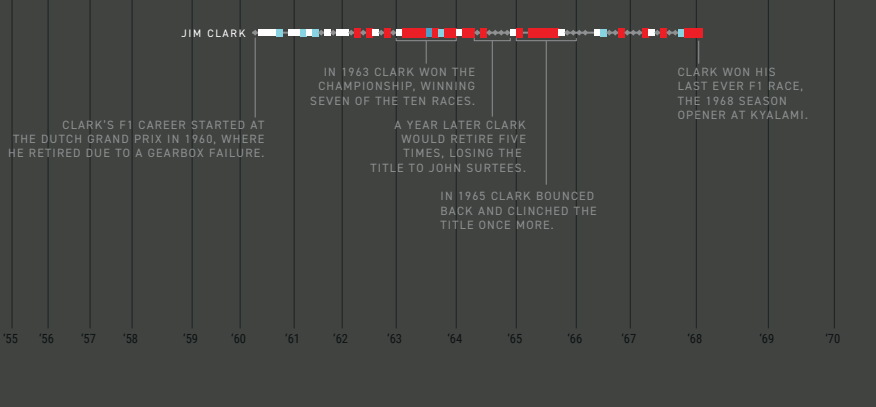 JIM CLARK
CLARK'S F1 CAREER STARTED AT
THE DUTCH GRAND PRIX IN 1960, WHERE
HE RETIRED DUE TO A GEARBOX FAILURE.
IN 1963 CLARK WON THE
CHAMPIONSHIP, WINNING
SEVEN OF THE TEN RACES.
A YEAR LATER CLARK
WOULD RETIRE FIVE
TIMES, LOSING THE
TITLE TO JOHN SURTEES.
IN 1965 CLARK BOUNCED
BACK AND CLINCHED THE
TITLE ONCE MORE.
CLARK WON HIS
LAST EVER F1 RACE,
THE 1968 SEASON
OPENER AT KYALAMI.
'55 '56 '57 '58 '59 '60 '61 '62 '63 '64 '65 '66 '67 '68 '69 '70